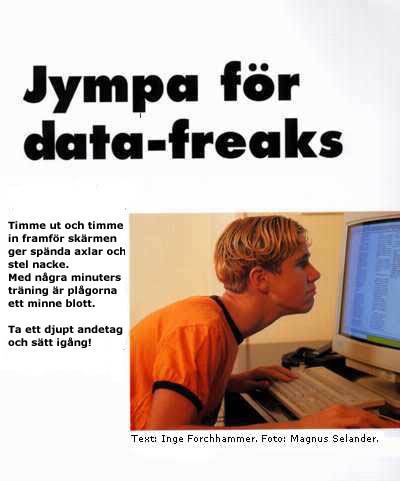 Jympa för
data-freaks
Timme ut och timme
in framför skärmen
ger spända axlar och
stel nacke.
Med några minuters
träning är plågorna
ett minne blott.
Ta ett djupt andetag
och sätt igång!
Text: Inge Forchhammer. Foto: Magnus Selander.